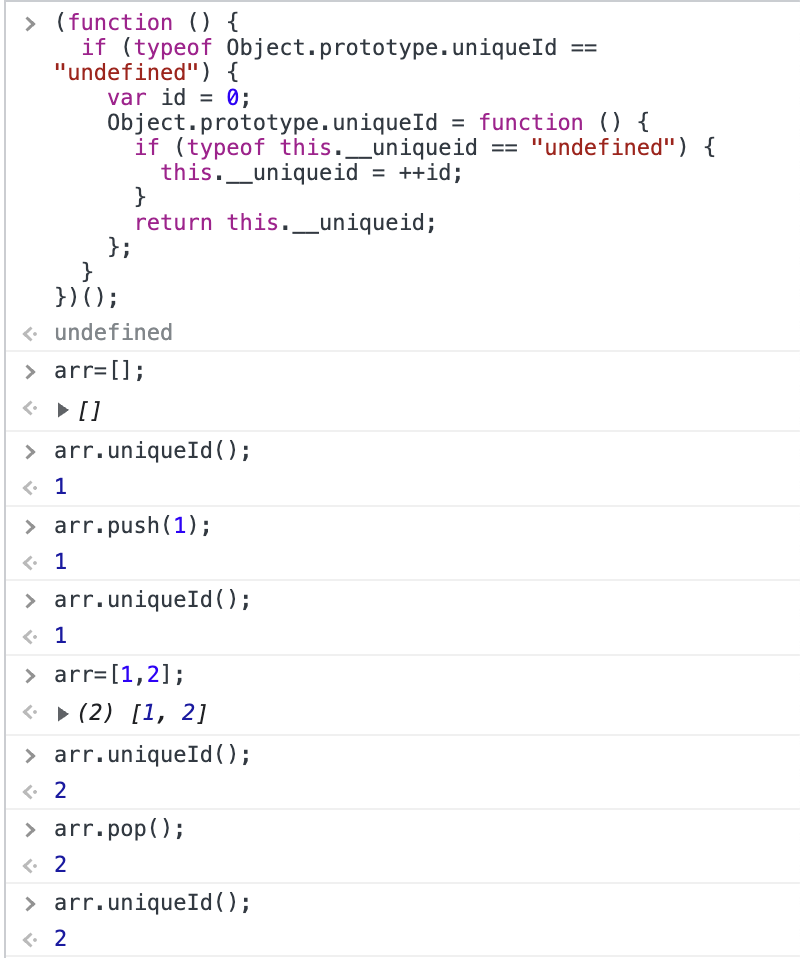 > (function () {
if (typeof Object.prototype.uniqueId ==
"undefined") {
var id = 0;
Object.prototype.uniqueId = function () {
if (typeof this.__uniqueid == "undefined") {
this.__uniqueid = ++id;
}
return this.__uniqueid;
};
}
})();
<· undefined
> arr=[];
<· ▶ []
> arr.uniqueId();
<· 1
> arr.push(1);
<· 1
> arr.uniqueId();
<· 1
> arr=[1,2];
<· ▶ (2) [1, 2]
> arr.uniqueId();
<· 2
> arr.pop();
<· 2
> arr.uniqueId();
<· 2